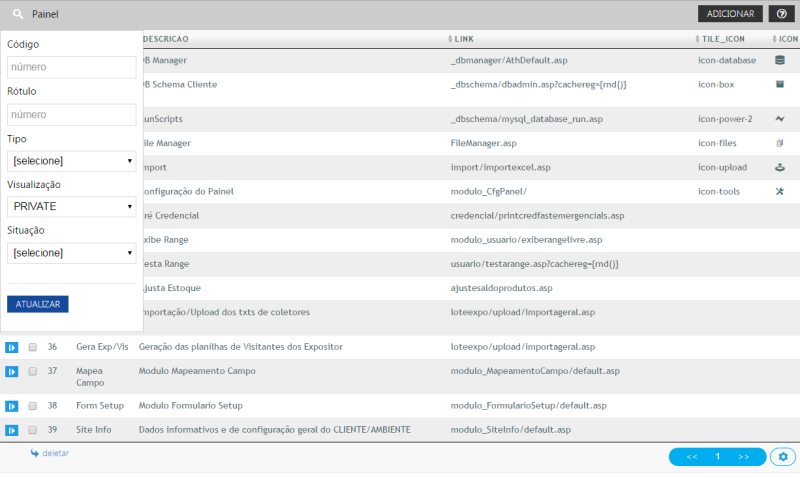 Painel
ADICIONAR
Código
número
Rótulo
número
Tipo
[selecione]
Visualização
PRIVATE
Situação
[selecione]
ATUALIZAR
DESCRICAO LINK TILE_ICON ICON
DB Manager _dbmanager/AthDefault.asp icon-database
DB Schema Cliente _dbschema/dbadmin.asp?cachereg={rnd()} icon-box
RunScripts _dbschema/mysql_database_run.asp icon-power-2
File Manager FileManager.asp icon-files
Import import/importexcel.asp icon-upload
Configuração do Painel modulo_CfgPanel/ icon-tools
Pré Credencial credencial/printcredfastemergencials.asp
Exibe Range modulo_usuario/exiberangelivre.asp
Testa Range usuario/testarange.asp?cachereg={rnd()}
Ajusta Estoque ajustesaldoprodutos.asp
Importação/Upload dos txts de coletores loteexpo/upload/importageral.asp
36 Gera Exp/Vis Geração das planilhas de Visitantes dos Expositor loteexpo/upload/importageral.asp
37 Mapea Modulo Mapeamento Campo modulo_MapeamentoCampo/default.asp
Campo
38 Form Setup Modulo Formulario Setup modulo_FormularioSetup/default.asp
39 Site Info Dados informativos e de configuração geral do CLIENTE/AMBIENTE modulo_SiteInfo/default.asp
deletar
<< 1 >>